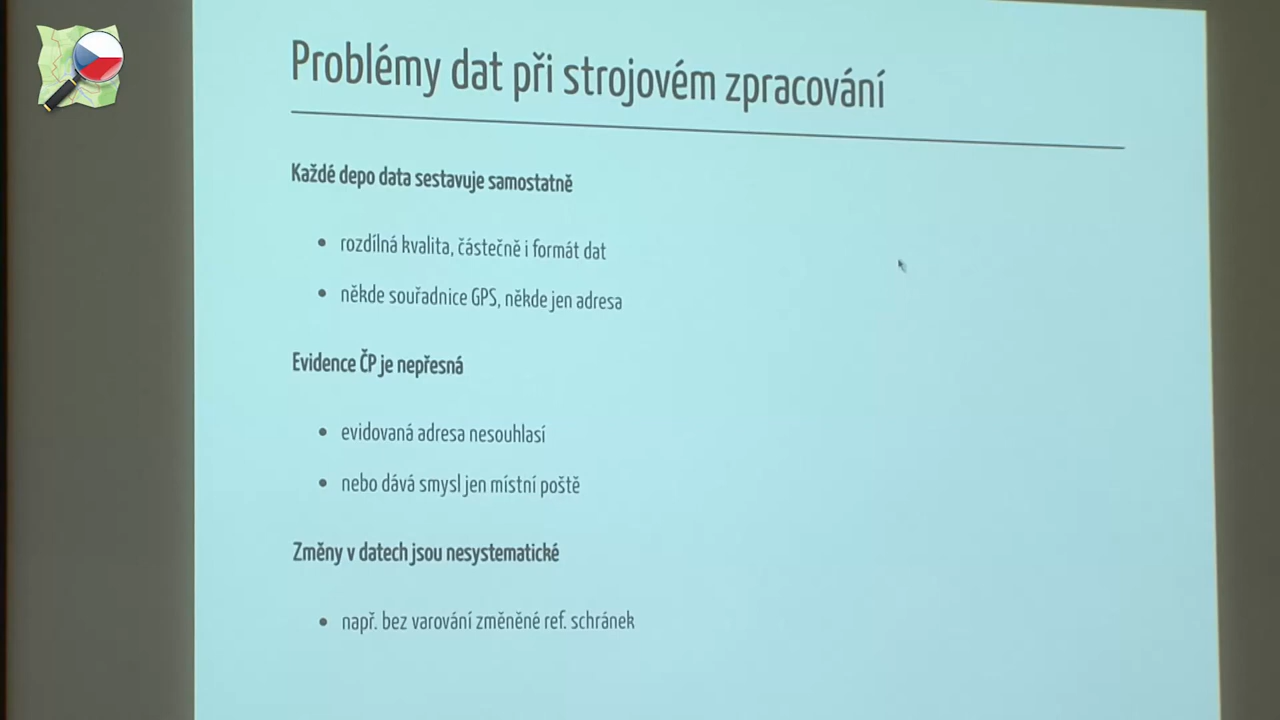 Problémy dat při strojovém zpracování
Každé depo data sestavuje samostatně
rozdílná kvalita, částečně i formát dat
někde souřadnice GPS, někde jen adresa
Evidence ČP je nepřesná
evidovaná adresa nesouhlasí
nebo dává smysl jen místní poště
Změny v datech jsou nesystematické
např. bez varování změněné ref. schránek